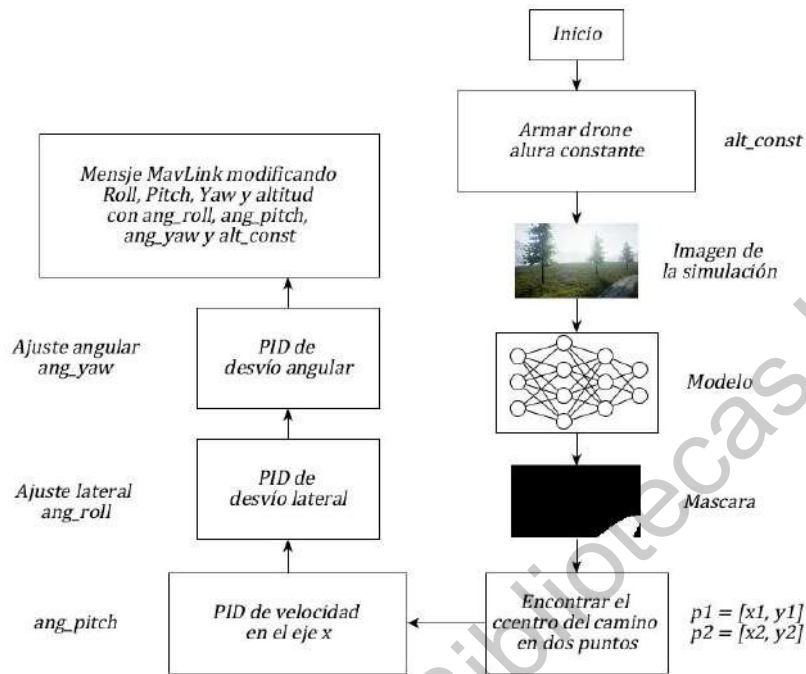 Inicio
Armar drone
alura constante
alt_const
Imagen de
la simulación
Modelo
Mascara
Encontrar el
ccentro del camino
en dos puntos
p1 = [x1, y1]
p2 = [x2, y2]
PID de velocidad
en el eje x
ang_pitch
PID de
desvío lateral
Ajuste lateral
ang_roll
PID de
desvío angular
Ajuste angular
ang_yaw
Mensje MavLink modificando
Roll, Pitch, Yaw y altitud
con ang_roll, ang_pitch,
ang_yaw y alt_const
Bibliotecas